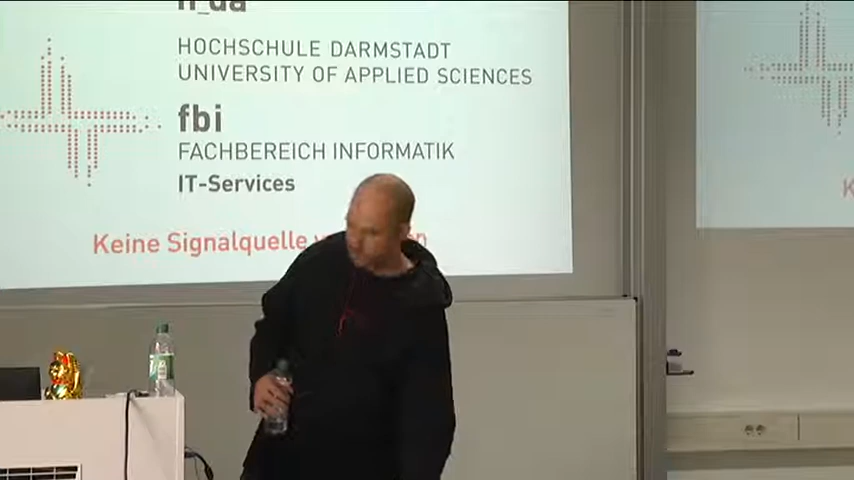 h_da
HOCHSCHULE DARMSTADT
UNIVERSITY OF APPLIED SCIENCES
fbi
FACHBEREICH INFORMATIK
IT-Services
Keine Signalquelle